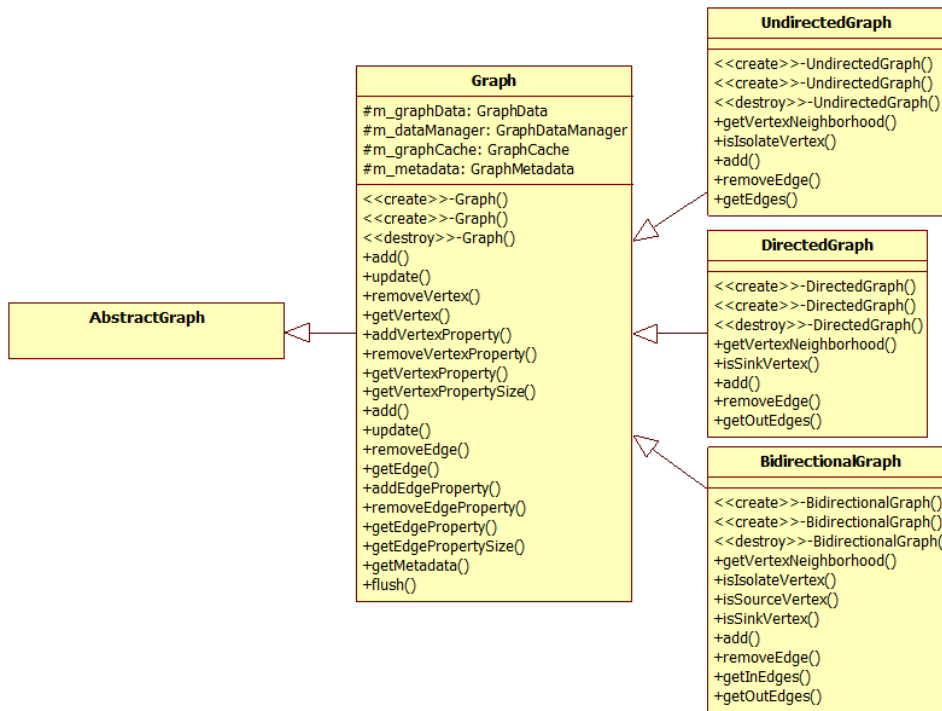 AbstractGraph
Graph
#m_graphData: GraphData
#m_dataManager: GraphDataManager
#m_graphCache: GraphCache
#m_metadata: GraphMetadata
<<create>>-Graph()
<<create>>-Graph()
<<destroy>>-Graph()
+add()
+update()
+removeVertex()
+getVertex()
+addVertexProperty()
+removeVertexProperty()
+getVertexProperty()
+getVertexPropertySize()
+add()
+update()
+removeEdge()
+getEdge()
+addEdgeProperty()
+removeEdgeProperty()
+getEdgeProperty()
+getEdgePropertySize()
+getMetadata()
+flush()
UndirectedGraph
<<create>>-UndirectedGraph()
<<create>>-UndirectedGraph()
<<destroy>>-UndirectedGraph()
+getVertexNeighborhood()
+isIsolateVertex()
+add()
+removeEdge()
+getEdges()
DirectedGraph
<<create>>-DirectedGraph()
<<create>>-DirectedGraph()
<<destroy>>-DirectedGraph()
+getVertexNeighborhood()
+isSinkVertex()
+add()
+removeEdge()
+getOutEdges()
BidirectionalGraph
<<create>>-BidirectionalGraph()
<<create>>-BidirectionalGraph()
<<destroy>>-BidirectionalGraph(
+getVertexNeighborhood()
+isIsolateVertex()
+isSourceVertex()
+isSinkVertex()
+add()
+removeEdge()
+getInEdges()
+getOutEdges()